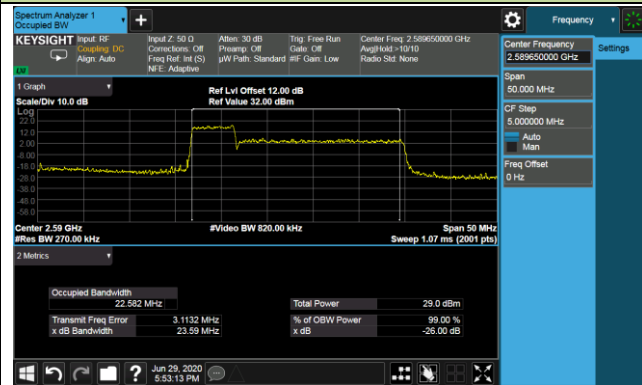 Spectrum Analyzer 1
Occupied BW
Frequency
KEYSIGHT
Input: RF
Coupling: DC
Align: Auto
Input Z: 50 Ω
Corrections: Off
Freq Ref: Int (S)
NFE: Adaptive
Atten: 30 dB
Preamp: Off
µW Path: Standard
Trig: Free Run
Gate: Off
#IF Gain: Low
Center Freq: 2.589650000 GHz
Avg|Hold:>10/10
Radio Std: None
Center Frequency
2.589650000 GHz
Settings
Span
50.000 MHz
CF Step
5.000000 MHz
Auto
Man
Freq Offset
0 Hz
1 Graph
Scale/Div 10.0 dB
Ref Lvl Offset 12.00 dB
Ref Value 32.00 dBm
Log
22.0
12.0
2.00
-8.00
-18.0
-28.0
-38.0
-48.0
-58.0
Center 2.59 GHz
#Res BW 270.00 kHz
#Video BW 820.00 kHz
Span 50 MHz
Sweep 1.07 ms (2001 pts)
2 Metrics
Occupied Bandwidth
22.582 MHz
Total Power 29.0 dBm
Transmit Freq Error 3.1132 MHz
% of OBW Power 99.00 %
x dB Bandwidth 23.59 MHz
x dB -26.00 dB
?
Jun 29, 2020
5:53:13 PM